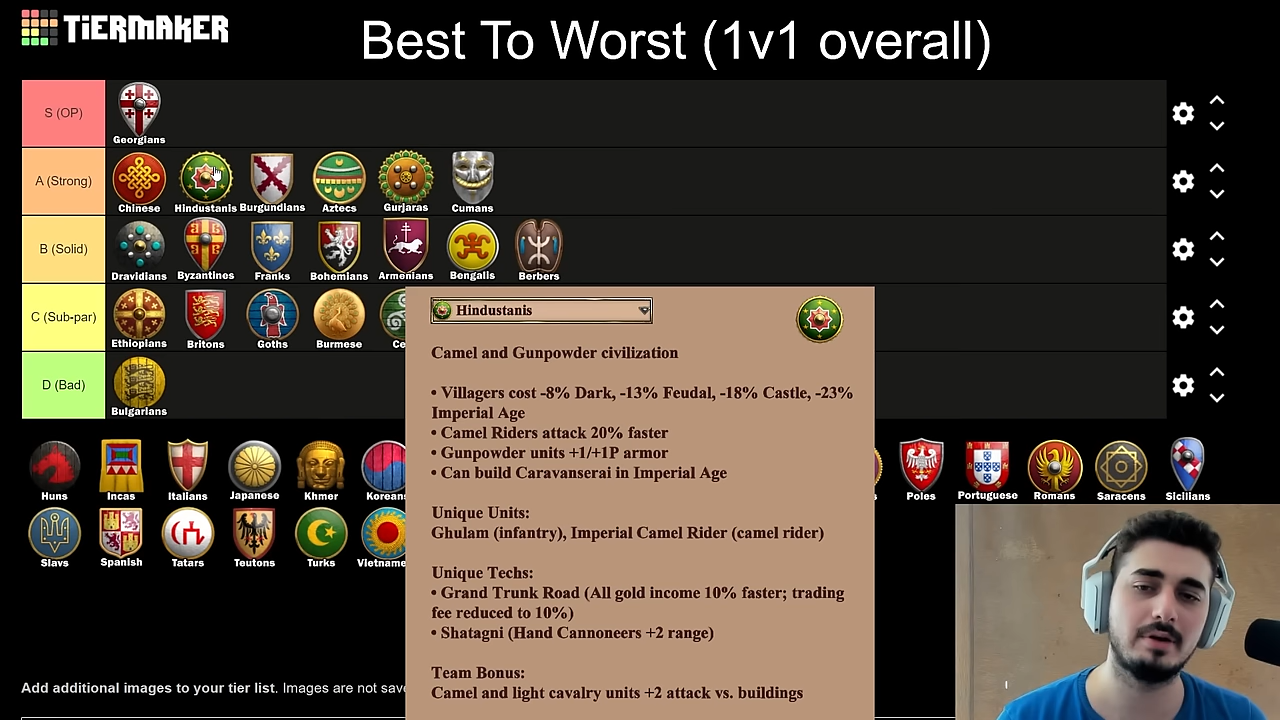 TIERMAKER
Best To Worst (1v1 overall)
S (OP)
Georgians
A (Strong)
Chinese Hindustanis Burgundians Aztecs Gurjaras Cumans
B (Solid)
Dravidians Byzantines Franks Bohemians Armenians Bengalis Berbers
C (Sub-par)
Ethiopians Britons Goths Burmese Ce
D (Bad)
Bulgarians
Hindustanis
Camel and Gunpowder civilization
• Villagers cost -8% Dark, -13% Feudal, -18% Castle, -23%
Imperial Age
• Camel Riders attack 20% faster
• Gunpowder units +1/+1P armor
• Can build Caravanserai in Imperial Age
Unique Units:
Ghulam (infantry), Imperial Camel Rider (camel rider)
Unique Techs:
• Grand Trunk Road (All gold income 10% faster; trading
fee reduced to 10%)
• Shatagni (Hand Cannoneers +2 range)
Team Bonus:
Camel and light cavalry units +2 attack vs. buildings
Huns Incas Italians Japanese Khmer Koreans s Poles Portuguese Romans Saracens Sicilians
Slavs Spanish Tatars Teutons Turks Vietname
Add additional images to your tier list. Images are not save